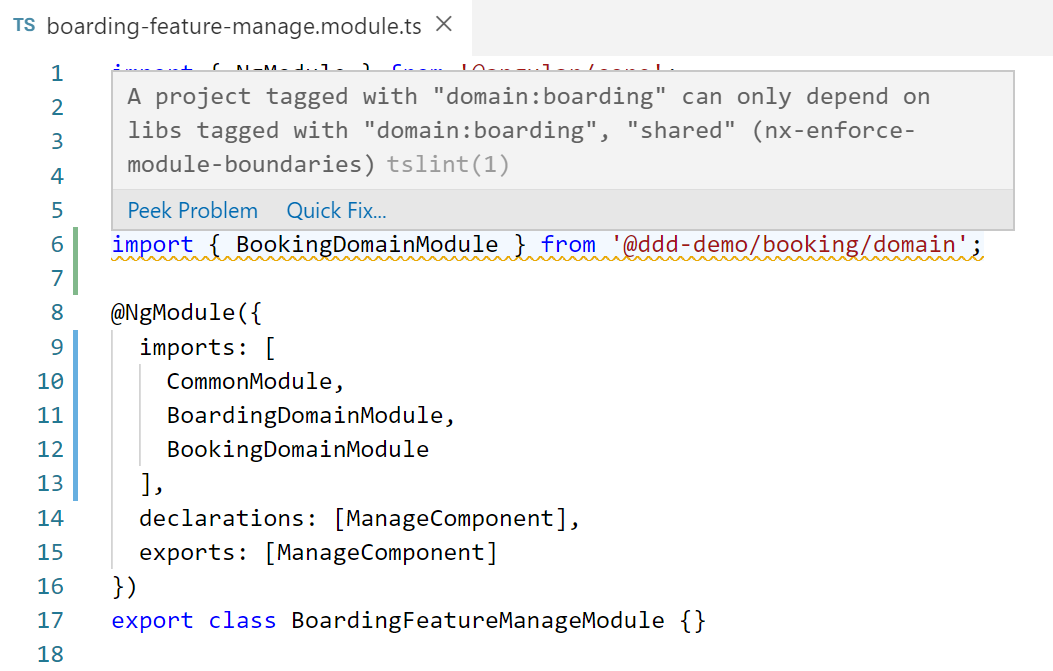 TS boarding-feature-manage.module.ts ×
1 import { NgModule } from '@angular/core';
A project tagged with "domain:boarding" can only depend on
libs tagged with "domain:boarding", "shared" (nx-enforce-
module-boundaries) tslint(1)
Peek Problem Quick Fix...
2
3
4
5
6 import { BookingDomainModule } from '@ddd-demo/booking/domain';
7
8 @NgModule({
9 imports: [
10 CommonModule,
11 BoardingDomainModule,
12 BookingDomainModule
13 ],
14 declarations: [ManageComponent],
15 exports: [ManageComponent]
16 })
17 export class BoardingFeatureManageModule {}
18